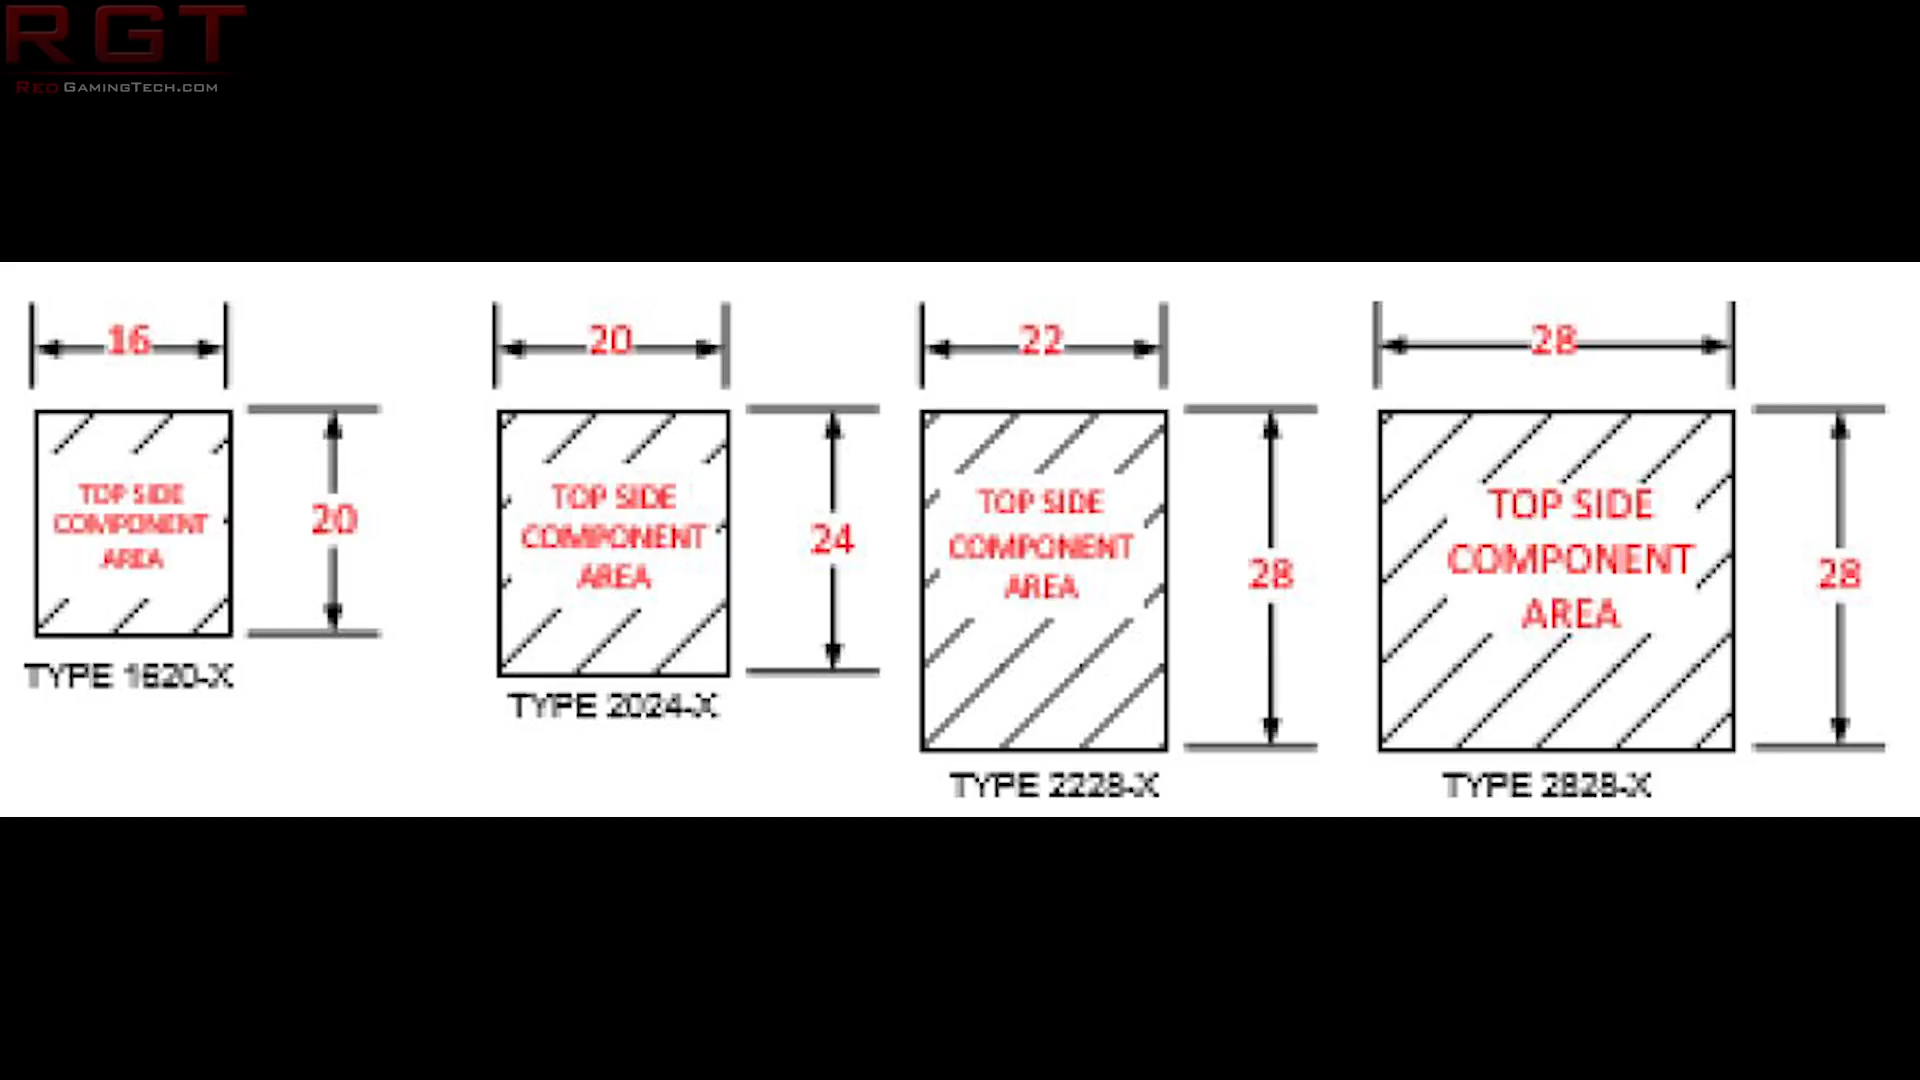 RGT
RedGamingTech.com
16
20
22
28
TOP SIDE
COMPONENT
AREA
20
TOP SIDE
COMPONENT
AREA
24
TOP SIDE
COMPONENT
AREA
28
TOP SIDE
COMPONENT
AREA
28
TYPE 1620-X
TYPE 2024-X
TYPE 2228-X
TYPE 2828-X